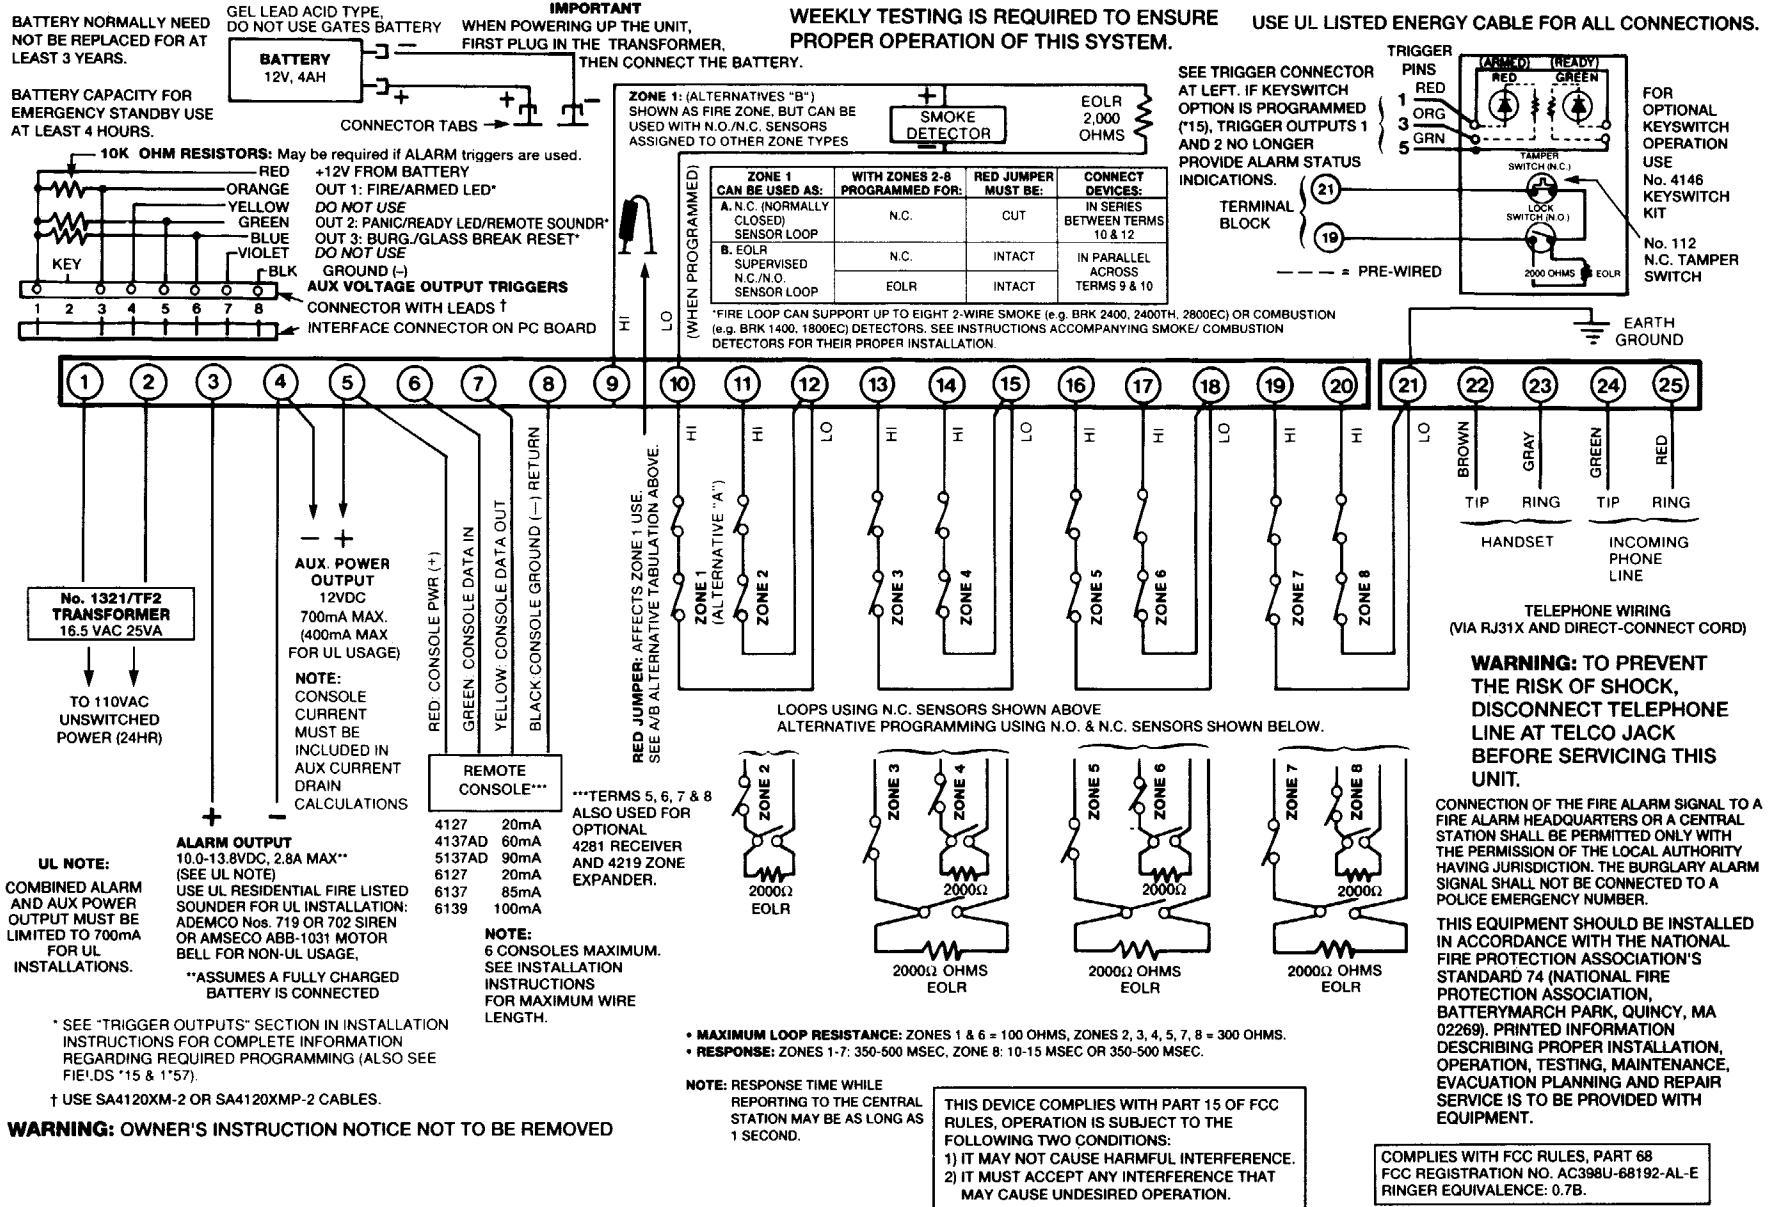 BATTERY NORMALLY NEED
NOT BE REPLACED FOR AT
LEAST 3 YEARS.
BATTERY CAPACITY FOR
EMERGENCY STANDBY USE
AT LEAST 4 HOURS.
GEL LEAD ACID TYPE,
DO NOT USE GATES BATTERY
BATTERY
12V, 4AH
−
+
+
−
CONNECTOR TABS
IMPORTANT
WHEN POWERING UP THE UNIT,
FIRST PLUG IN THE TRANSFORMER,
THEN CONNECT THE BATTERY.
WEEKLY TESTING IS REQUIRED TO ENSURE
PROPER OPERATION OF THIS SYSTEM.
USE UL LISTED ENERGY CABLE FOR ALL CONNECTIONS.
10K OHM RESISTORS: May be required if ALARM triggers are used.
RED +12V FROM BATTERY
ORANGE OUT 1: FIRE/ARMED LED*
YELLOW DO NOT USE
GREEN OUT 2: PANIC/READY LED/REMOTE SOUNDR*
BLUE OUT 3: BURG./GLASS BREAK RESET*
VIOLET DO NOT USE
BLK GROUND (–)
KEY
AUX VOLTAGE OUTPUT TRIGGERS
CONNECTOR WITH LEADS †
1 2 3 4 5 6 7 8
INTERFACE CONNECTOR ON PC BOARD
ZONE 1: (ALTERNATIVES "B")
SHOWN AS FIRE ZONE, BUT CAN BE
USED WITH N.O./N.C. SENSORS
ASSIGNED TO OTHER ZONE TYPES
+
SMOKE
DETECTOR
−
EOLR
2,000
OHMS
HI
LO
(WHEN PROGRAMMED)
ZONE 1
CAN BE USED AS:
WITH ZONES 2-8
PROGRAMMED FOR:
RED JUMPER
MUST BE:
CONNECT
DEVICES:
A. N.C. (NORMALLY
CLOSED)
SENSOR LOOP
N.C.
CUT
IN SERIES
BETWEEN TERMS
10 & 12
B. EOLR
SUPERVISED
N.C./N.O.
SENSOR LOOP
N.C.
INTACT
EOLR
INTACT
IN PARALLEL
ACROSS
TERMS 9 & 10
*FIRE LOOP CAN SUPPORT UP TO EIGHT 2-WIRE SMOKE (e.g. BRK 2400, 2400TH, 2800EC) OR COMBUSTION
(e.g. BRK 1400, 1800EC) DETECTORS. SEE INSTRUCTIONS ACCOMPANYING SMOKE/ COMBUSTION
DETECTORS FOR THEIR PROPER INSTALLATION.
SEE TRIGGER CONNECTOR
AT LEFT. IF KEYSWITCH
OPTION IS PROGRAMMED
(*15), TRIGGER OUTPUTS 1
AND 2 NO LONGER
PROVIDE ALARM STATUS
INDICATIONS.
TRIGGER
PINS
1 RED
3 ORG
5 GRN
(ARMED)
RED
(READY)
GREEN
TAMPER
SWITCH (N.C.)
LOCK
SWITCH (N.O.)
2000 OHMS
EOLR
TERMINAL
BLOCK
21
19
= PRE-WIRED
FOR
OPTIONAL
KEYSWITCH
OPERATION
USE
No. 4146
KEYSWITCH
KIT
No. 112
N.C. TAMPER
SWITCH
EARTH
GROUND
1 2 3 4 5 6 7 8 9 10 11 12 13 14 15 16 17 18 19 20 21 22 23 24 25
No. 1321/TF2
TRANSFORMER
16.5 VAC 25VA
TO 110VAC
UNSWITCHED
POWER (24HR)
− +
AUX. POWER
OUTPUT
12VDC
700mA MAX.
(400mA MAX
FOR UL USAGE)
NOTE:
CONSOLE
CURRENT
MUST BE
INCLUDED IN
AUX CURRENT
DRAIN
CALCULATIONS
RED: CONSOLE PWR (+)
GREEN: CONSOLE DATA IN
YELLOW: CONSOLE DATA OUT
BLACK:CONSOLE GROUND (—) RETURN
REMOTE
CONSOLE***
4127 20mA
4137AD 60mA
5137AD 90mA
6127 20mA
6137 85mA
6139 100mA
NOTE:
6 CONSOLES MAXIMUM.
SEE INSTALLATION
INSTRUCTIONS
FOR MAXIMUM WIRE
LENGTH.
***TERMS 5, 6, 7 & 8
ALSO USED FOR
OPTIONAL
4281 RECEIVER
AND 4219 ZONE
EXPANDER.
RED JUMPER: AFFECTS ZONE 1 USE.
SEE A/B ALTERNATIVE TABULATION ABOVE.
HI
HI
LO
HI
HI
LO
HI
HI
LO
HI
HI
LO
ZONE 1
(ALTERNATIVE "A")
ZONE 2
ZONE 3
ZONE 4
ZONE 5
ZONE 6
ZONE 7
ZONE 8
LOOPS USING N.C. SENSORS SHOWN ABOVE
ALTERNATIVE PROGRAMMING USING N.O. & N.C. SENSORS SHOWN BELOW.
ZONE 2
2000Ω
EOLR
ZONE 3
ZONE 4
2000Ω
2000Ω OHMS
EOLR
ZONE 5
ZONE 6
2000Ω
2000Ω OHMS
EOLR
ZONE 7
ZONE 8
2000Ω
2000Ω OHMS
EOLR
BROWN
GRAY
GREEN
RED
TIP RING TIP RING
HANDSET
INCOMING
PHONE
LINE
TELEPHONE WIRING
(VIA RJ31X AND DIRECT-CONNECT CORD)
WARNING: TO PREVENT
THE RISK OF SHOCK,
DISCONNECT TELEPHONE
LINE AT TELCO JACK
BEFORE SERVICING THIS
UNIT.
CONNECTION OF THE FIRE ALARM SIGNAL TO A
FIRE ALARM HEADQUARTERS OR A CENTRAL
STATION SHALL BE PERMITTED ONLY WITH
THE PERMISSION OF THE LOCAL AUTHORITY
HAVING JURISDICTION. THE BURGLARY ALARM
SIGNAL SHALL NOT BE CONNECTED TO A
POLICE EMERGENCY NUMBER.
THIS EQUIPMENT SHOULD BE INSTALLED
IN ACCORDANCE WITH THE NATIONAL
FIRE PROTECTION ASSOCIATION'S
STANDARD 74 (NATIONAL FIRE
PROTECTION ASSOCIATION,
BATTERYMARCH PARK, QUINCY, MA
02269). PRINTED INFORMATION
DESCRIBING PROPER INSTALLATION,
OPERATION, TESTING, MAINTENANCE,
EVACUATION PLANNING AND REPAIR
SERVICE IS TO BE PROVIDED WITH
EQUIPMENT.
UL NOTE:
COMBINED ALARM
AND AUX POWER
OUTPUT MUST BE
LIMITED TO 700mA
FOR UL
INSTALLATIONS.
+ −
ALARM OUTPUT
10.0-13.8VDC, 2.8A MAX**
(SEE UL NOTE)
USE UL RESIDENTIAL FIRE LISTED
SOUNDER FOR UL INSTALLATION:
ADEMCO Nos. 719 OR 702 SIREN
OR AMSECO ABB-1031 MOTOR
BELL FOR NON-UL USAGE,
**ASSUMES A FULLY CHARGED
BATTERY IS CONNECTED
* SEE "TRIGGER OUTPUTS" SECTION IN INSTALLATION
INSTRUCTIONS FOR COMPLETE INFORMATION
REGARDING REQUIRED PROGRAMMING (ALSO SEE
FIELDS *15 & 1*57).
† USE SA4120XM-2 OR SA4120XMP-2 CABLES.
WARNING: OWNER'S INSTRUCTION NOTICE NOT TO BE REMOVED
• MAXIMUM LOOP RESISTANCE: ZONES 1 & 6 = 100 OHMS, ZONES 2, 3, 4, 5, 7, 8 = 300 OHMS.
• RESPONSE: ZONES 1-7: 350-500 MSEC, ZONE 8: 10-15 MSEC OR 350-500 MSEC.
NOTE: RESPONSE TIME WHILE
REPORTING TO THE CENTRAL
STATION MAY BE AS LONG AS
1 SECOND.
THIS DEVICE COMPLIES WITH PART 15 OF FCC
RULES, OPERATION IS SUBJECT TO THE
FOLLOWING TWO CONDITIONS:
1) IT MAY NOT CAUSE HARMFUL INTERFERENCE.
2) IT MUST ACCEPT ANY INTERFERENCE THAT
MAY CAUSE UNDESIRED OPERATION.
COMPLIES WITH FCC RULES, PART 68
FCC REGISTRATION NO. AC398U-68192-AL-E
RINGER EQUIVALENCE: 0.7B.